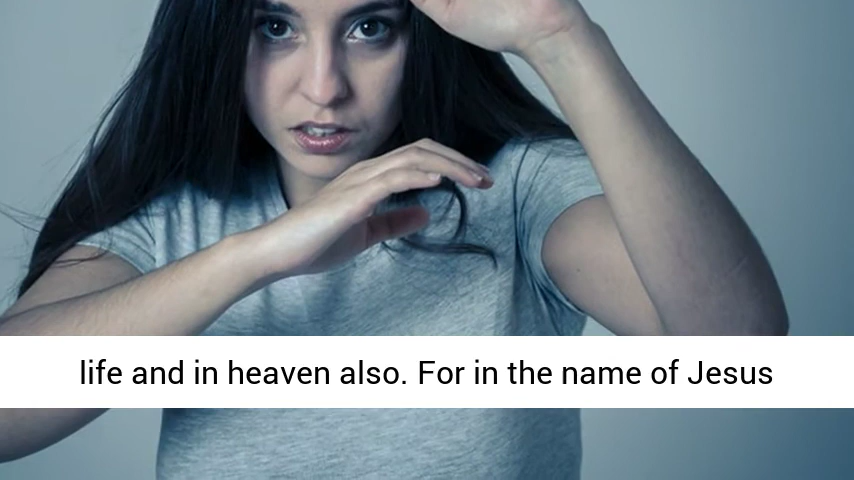 life and in heaven also. For in the name of Jesus